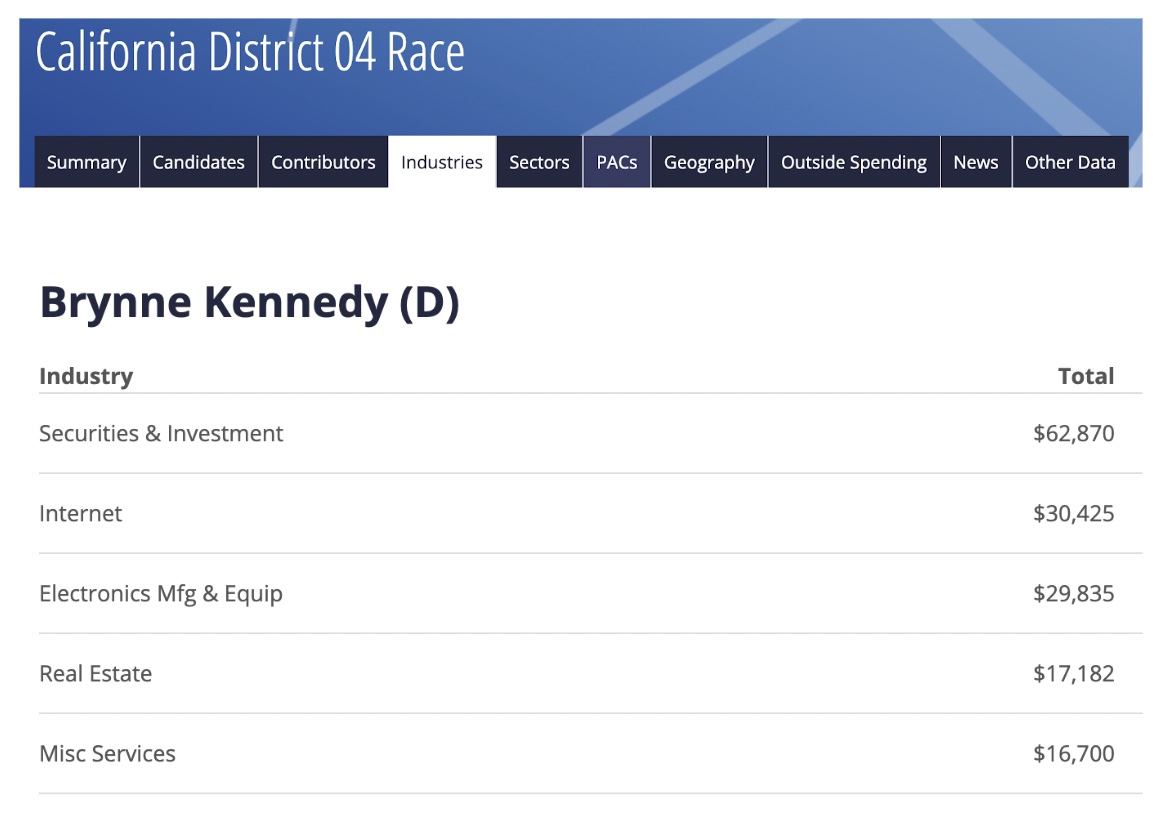 California District 04 Race
Summary Candidates Contributors Industries Sectors PACs Geography Outside Spending News Other Data
Brynne Kennedy (D)
Industry Total
Securities & Investment $62,870
Internet $30,425
Electronics Mfg & Equip $29,835
Real Estate $17,182
Misc Services $16,700